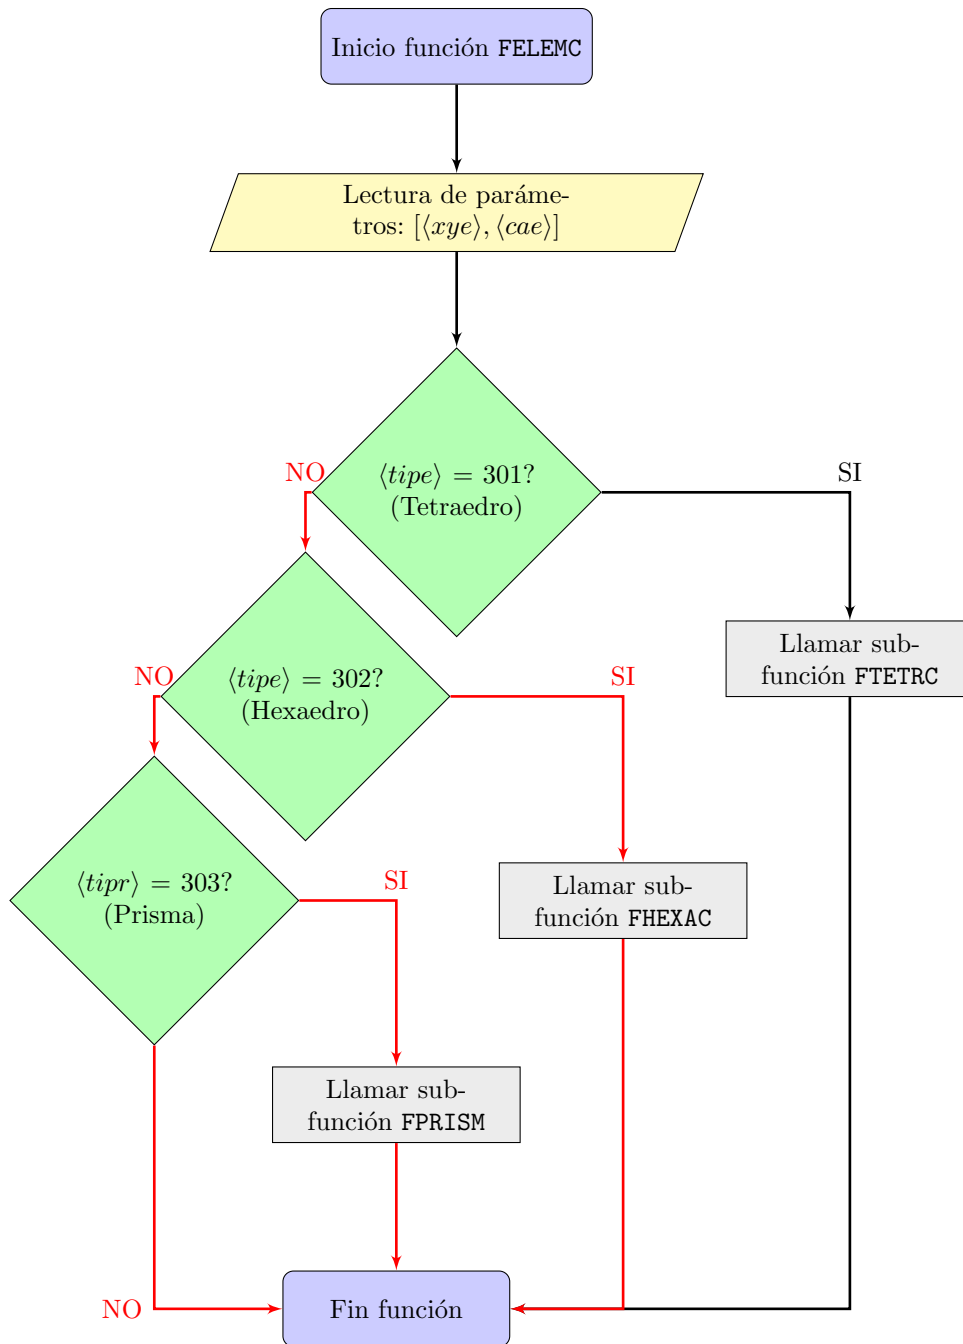 Inicio función FELEMC
Lectura de paráme-
tros: [⟨xye⟩, ⟨cae⟩]
NO
⟨tipe⟩ = 301?
(Tetraedro)
SI
Llamar sub-
función FTETRC
NO
⟨tipe⟩ = 302?
(Hexaedro)
SI
Llamar sub-
función FHEXAC
⟨tipr⟩ = 303?
(Prisma)
SI
Llamar sub-
función FPRISM
NO
Fin función